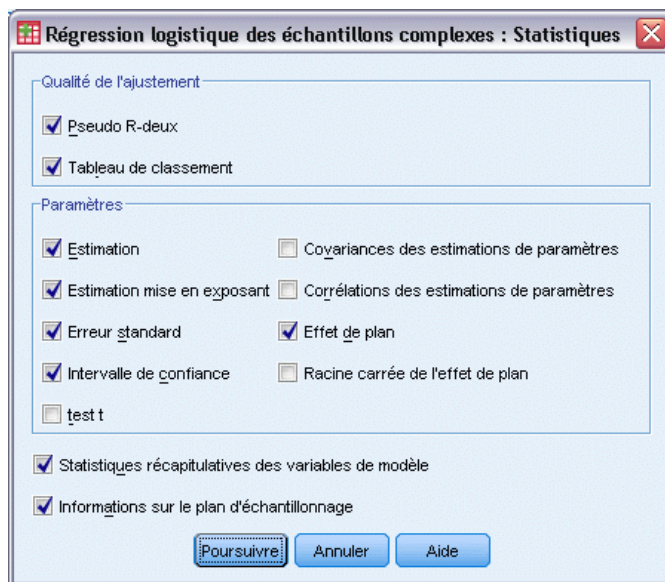 Régression logistique des échantillons complexes : Statistiques
Qualité de l'ajustement
Pseudo R-deux
Tableau de classement
Paramètres
Estimation
Covariances des estimations de paramètres
Estimation mise en exposant
Corrélations des estimations de paramètres
Erreur standard
Effet de plan
Intervalle de confiance
Racine carrée de l'effet de plan
test t
Statistiques récapitulatives des variables de modèle
Informations sur le plan d'échantillonnage
Poursuivre
Annuler
Aide